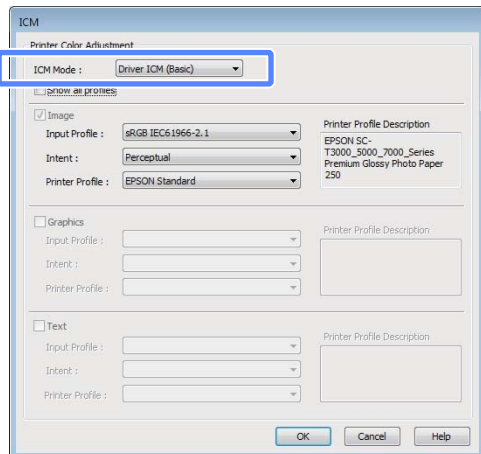 ICM
Printer Color Adjustment
ICM Mode : Driver ICM (Basic)
Show all profiles
Image
Input Profile : sRGB IEC61966-2.1
Intent : Perceptual
Printer Profile : EPSON Standard
Printer Profile Description
EPSON SC-
T3000_5000_7000_Series
Premium Glossy Photo Paper
250
Graphics
Input Profile :
Intent :
Printer Profile :
Printer Profile Description
Text
Input Profile :
Intent :
Printer Profile :
Printer Profile Description
OK Cancel Help